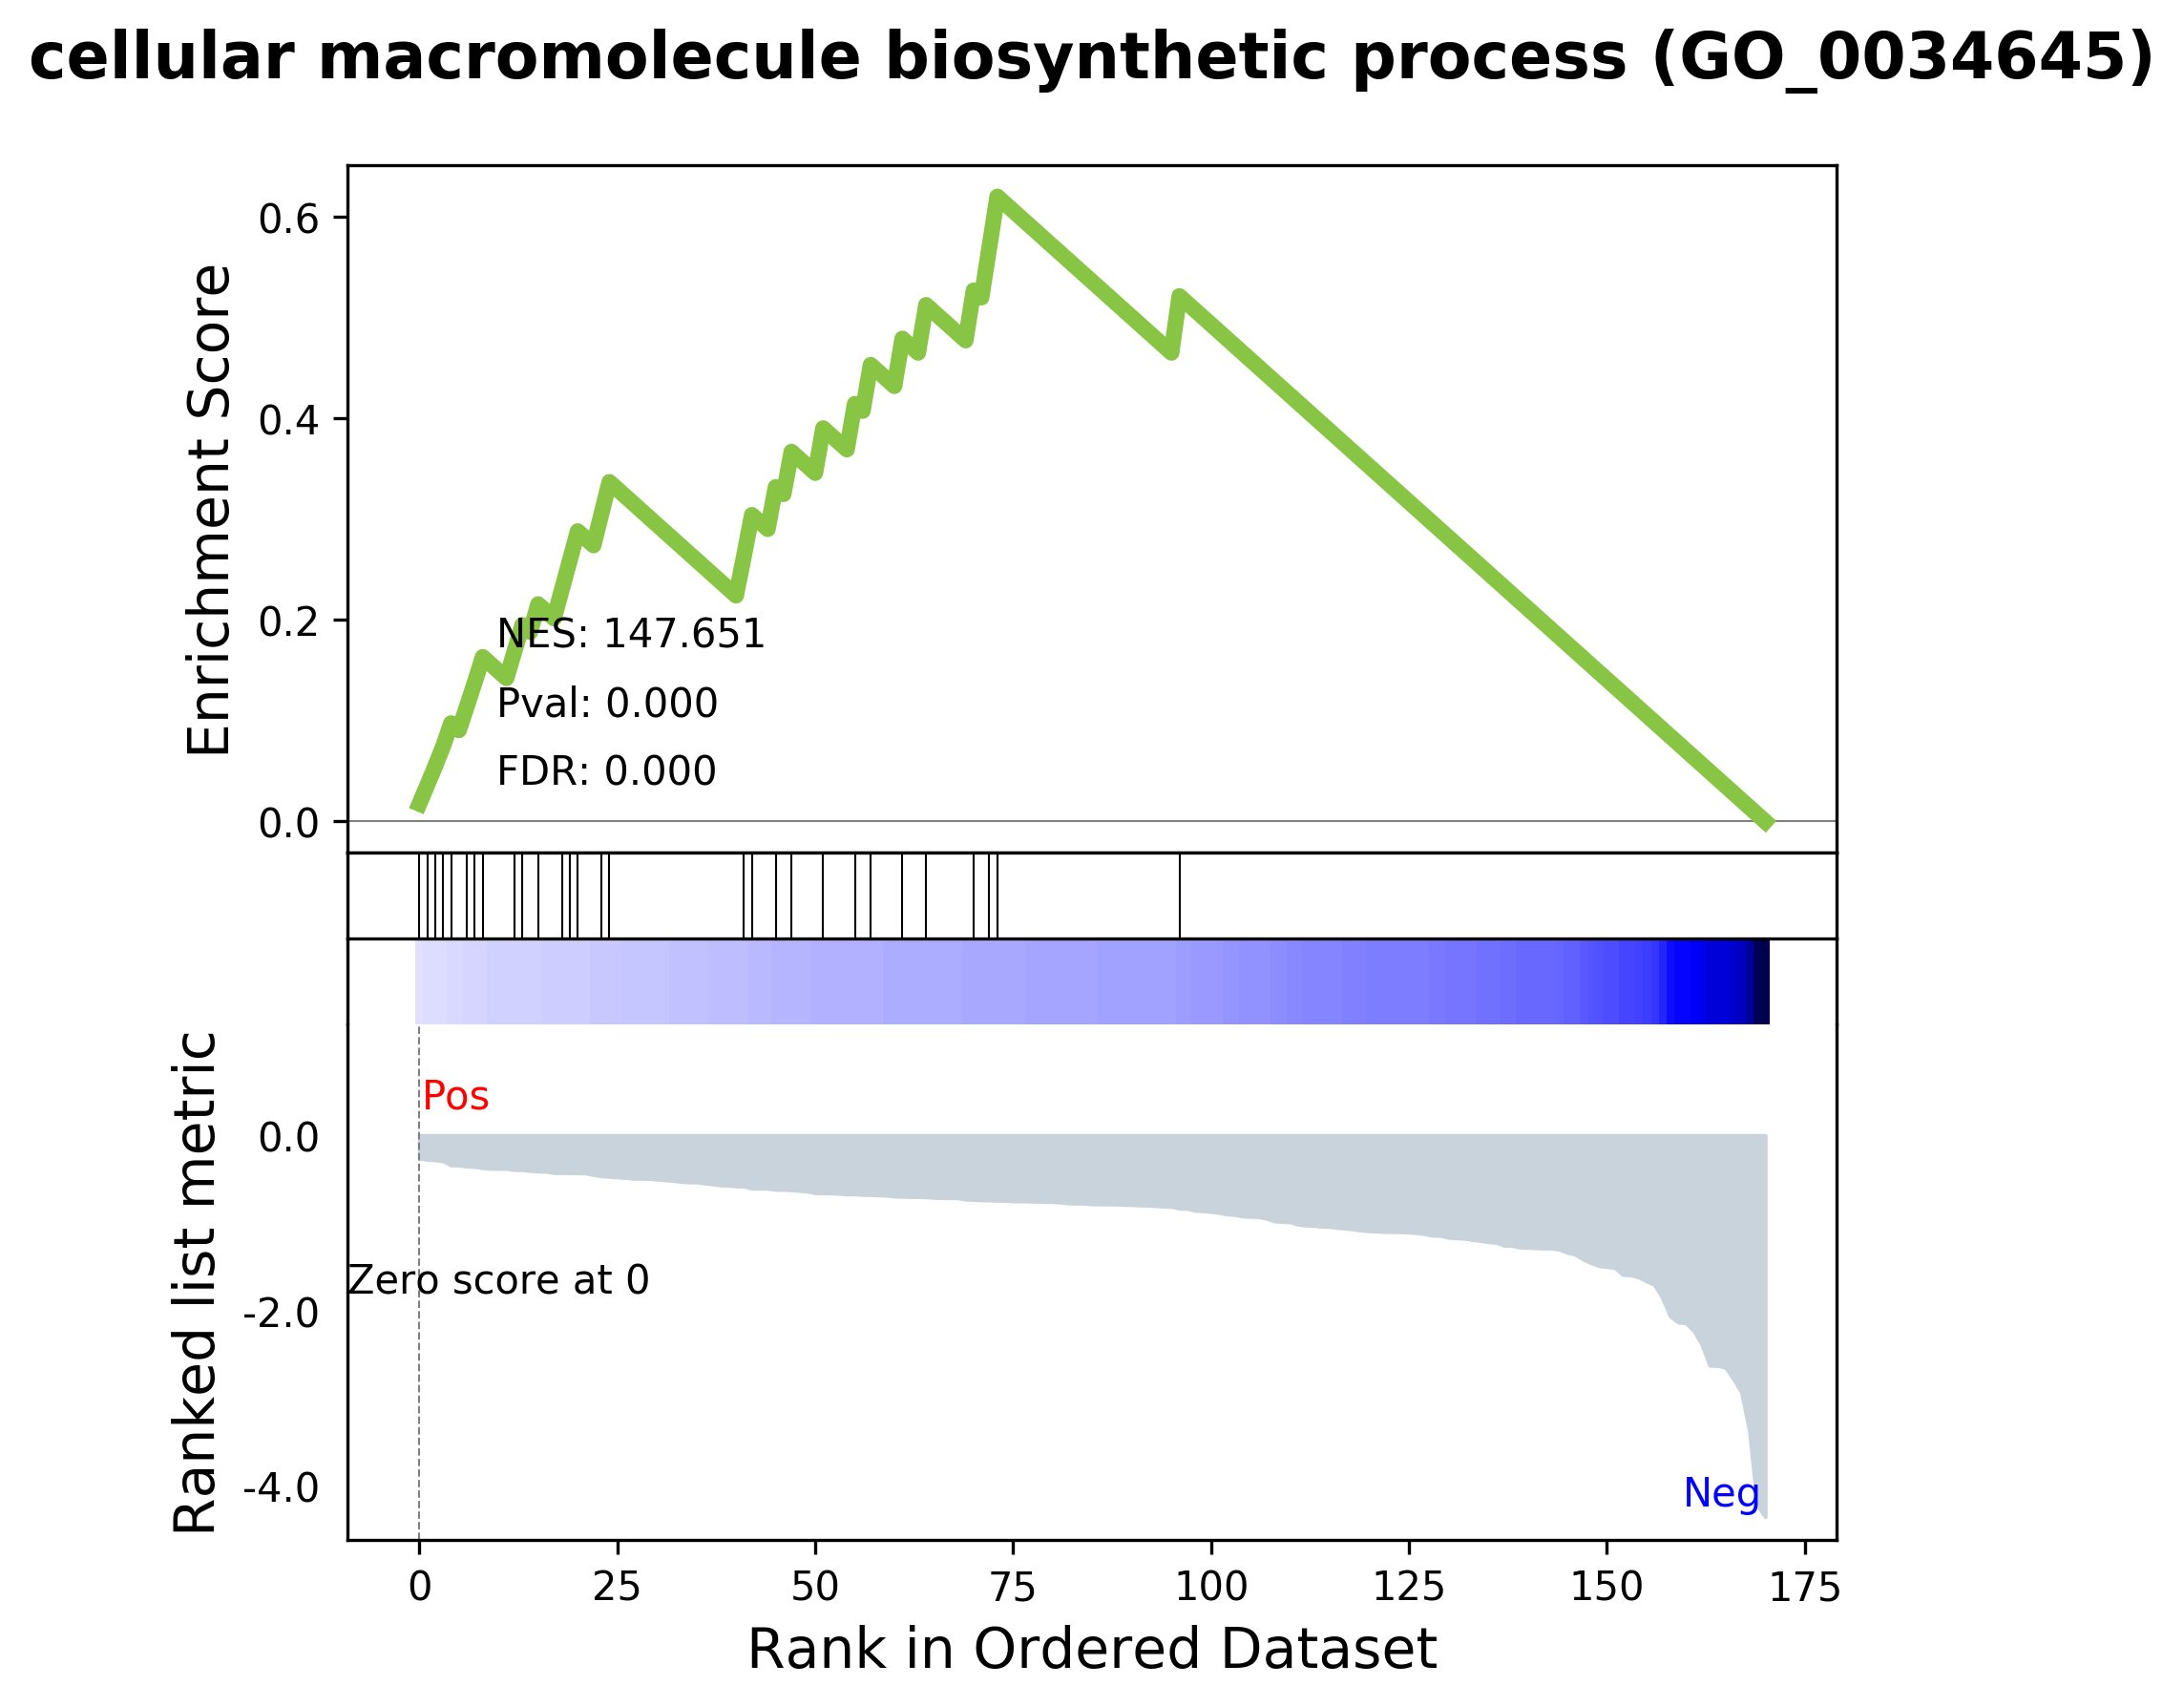 cellular macromolecule biosynthetic process (GO_0034645)
Enrichment Score
0.6
0.4
0.2
0.0
NES: 147.651
Pval: 0.000
FDR: 0.000
Ranked list metric
Pos
0.0
Zero score at 0
-2.0
-4.0
Neg
0 25 50 75 100 125 150 175
Rank in Ordered Dataset